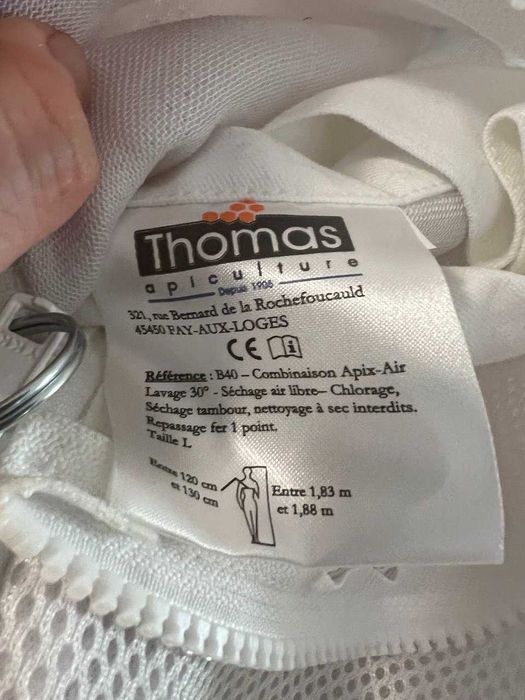 Thomas
apiculture
Depuis 1906
321, rue Bernard de la Rochefoucauld
45450 FAY-AUX-LOGES
CE i
Référence : B40 – Combinaison Apix-Air
Lavage 30° - Séchage air libre– Chlorage,
Séchage tambour, nettoyage à sec interdits.
Repassage fer 1 point.
Taille L
Entre 120 cm
et 130 cm
Entre 1,83 m
et 1,88 m